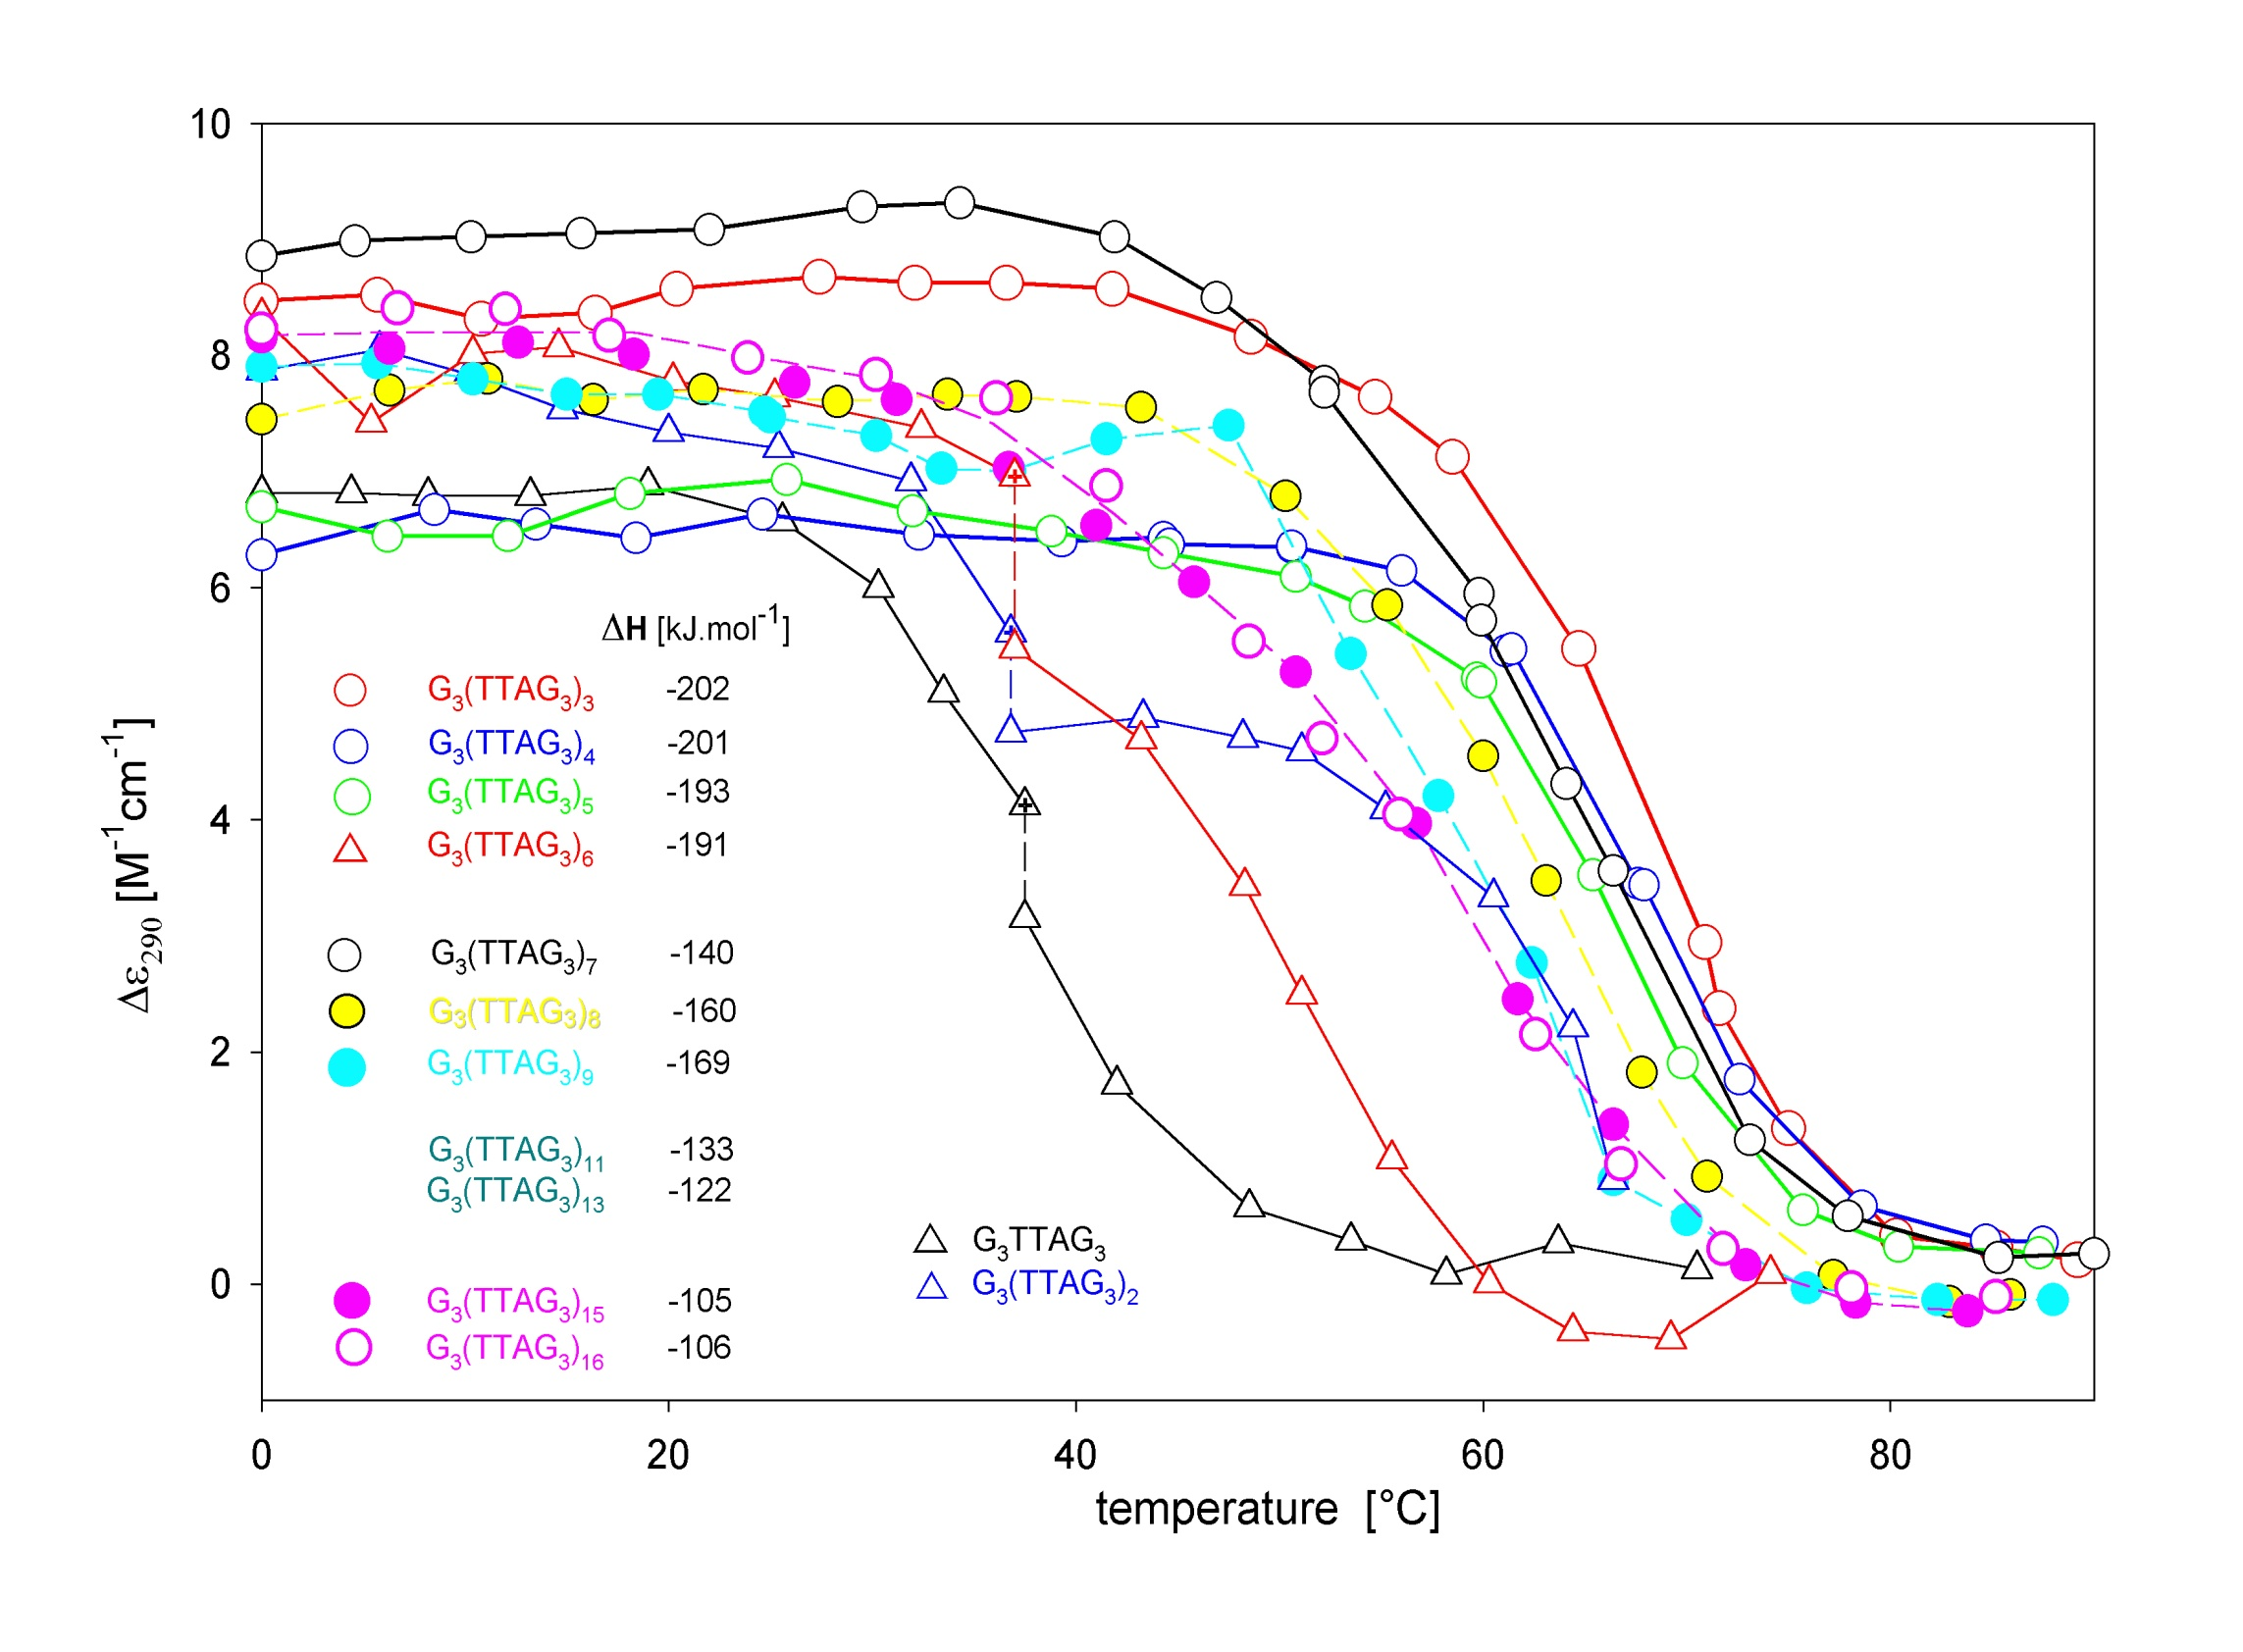 10
8
6
4
2
0
Δε290 [M-1cm-1]
ΔH [kJ.mol-1]
G3(TTAG3)3 -202
G3(TTAG3)4 -201
G3(TTAG3)5 -193
G3(TTAG3)6 -191
G3(TTAG3)7 -140
G3(TTAG3)8 -160
G3(TTAG3)9 -169
G3(TTAG3)11 -133
G3(TTAG3)13 -122
G3(TTAG3)15 -105
G3(TTAG3)16 -106
G3TTAG3
G3(TTAG3)2
0 20 40 60 80
temperature [°C]